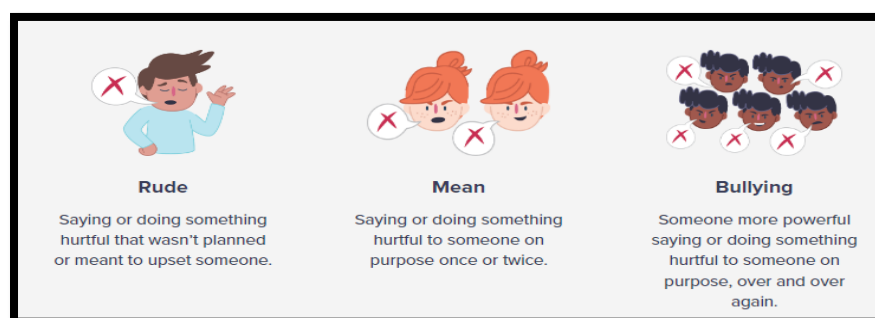 Rude
Saying or doing something
hurtful that wasn't planned
or meant to upset someone.
Mean
Saying or doing something
hurtful to someone on
purpose once or twice.
Bullying
Someone more powerful
saying or doing something
hurtful to someone on
purpose, over and over
again.